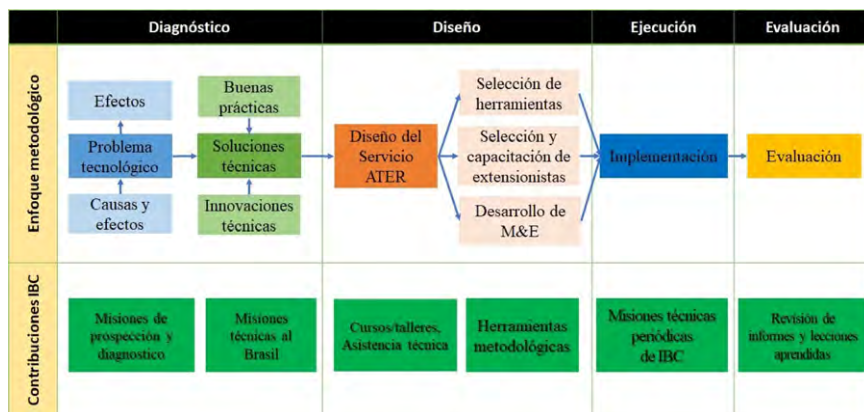 Diagnóstico
Diseño
Ejecución
Evaluación
Enfoque metodológico
Efectos
Problema
tecnológico
Causas y
efectos
Buenas
prácticas
Soluciones
técnicas
Innovaciones
técnicas
Diseño del
Servicio
ATER
Selección de
herramientas
Selección y
capacitación de
extensionistas
Desarrollo de
M&E
Implementación
Evaluación
Contribuciones IBC
Misiones de
prospección y
diagnostico
Misiones
técnicas al
Brasil
Cursos/talleres,
Asistencia técnica
Herramientas
metodológicas
Misiones técnicas
periódicas
de IBC
Revisión de
informes y lecciones
aprendidas